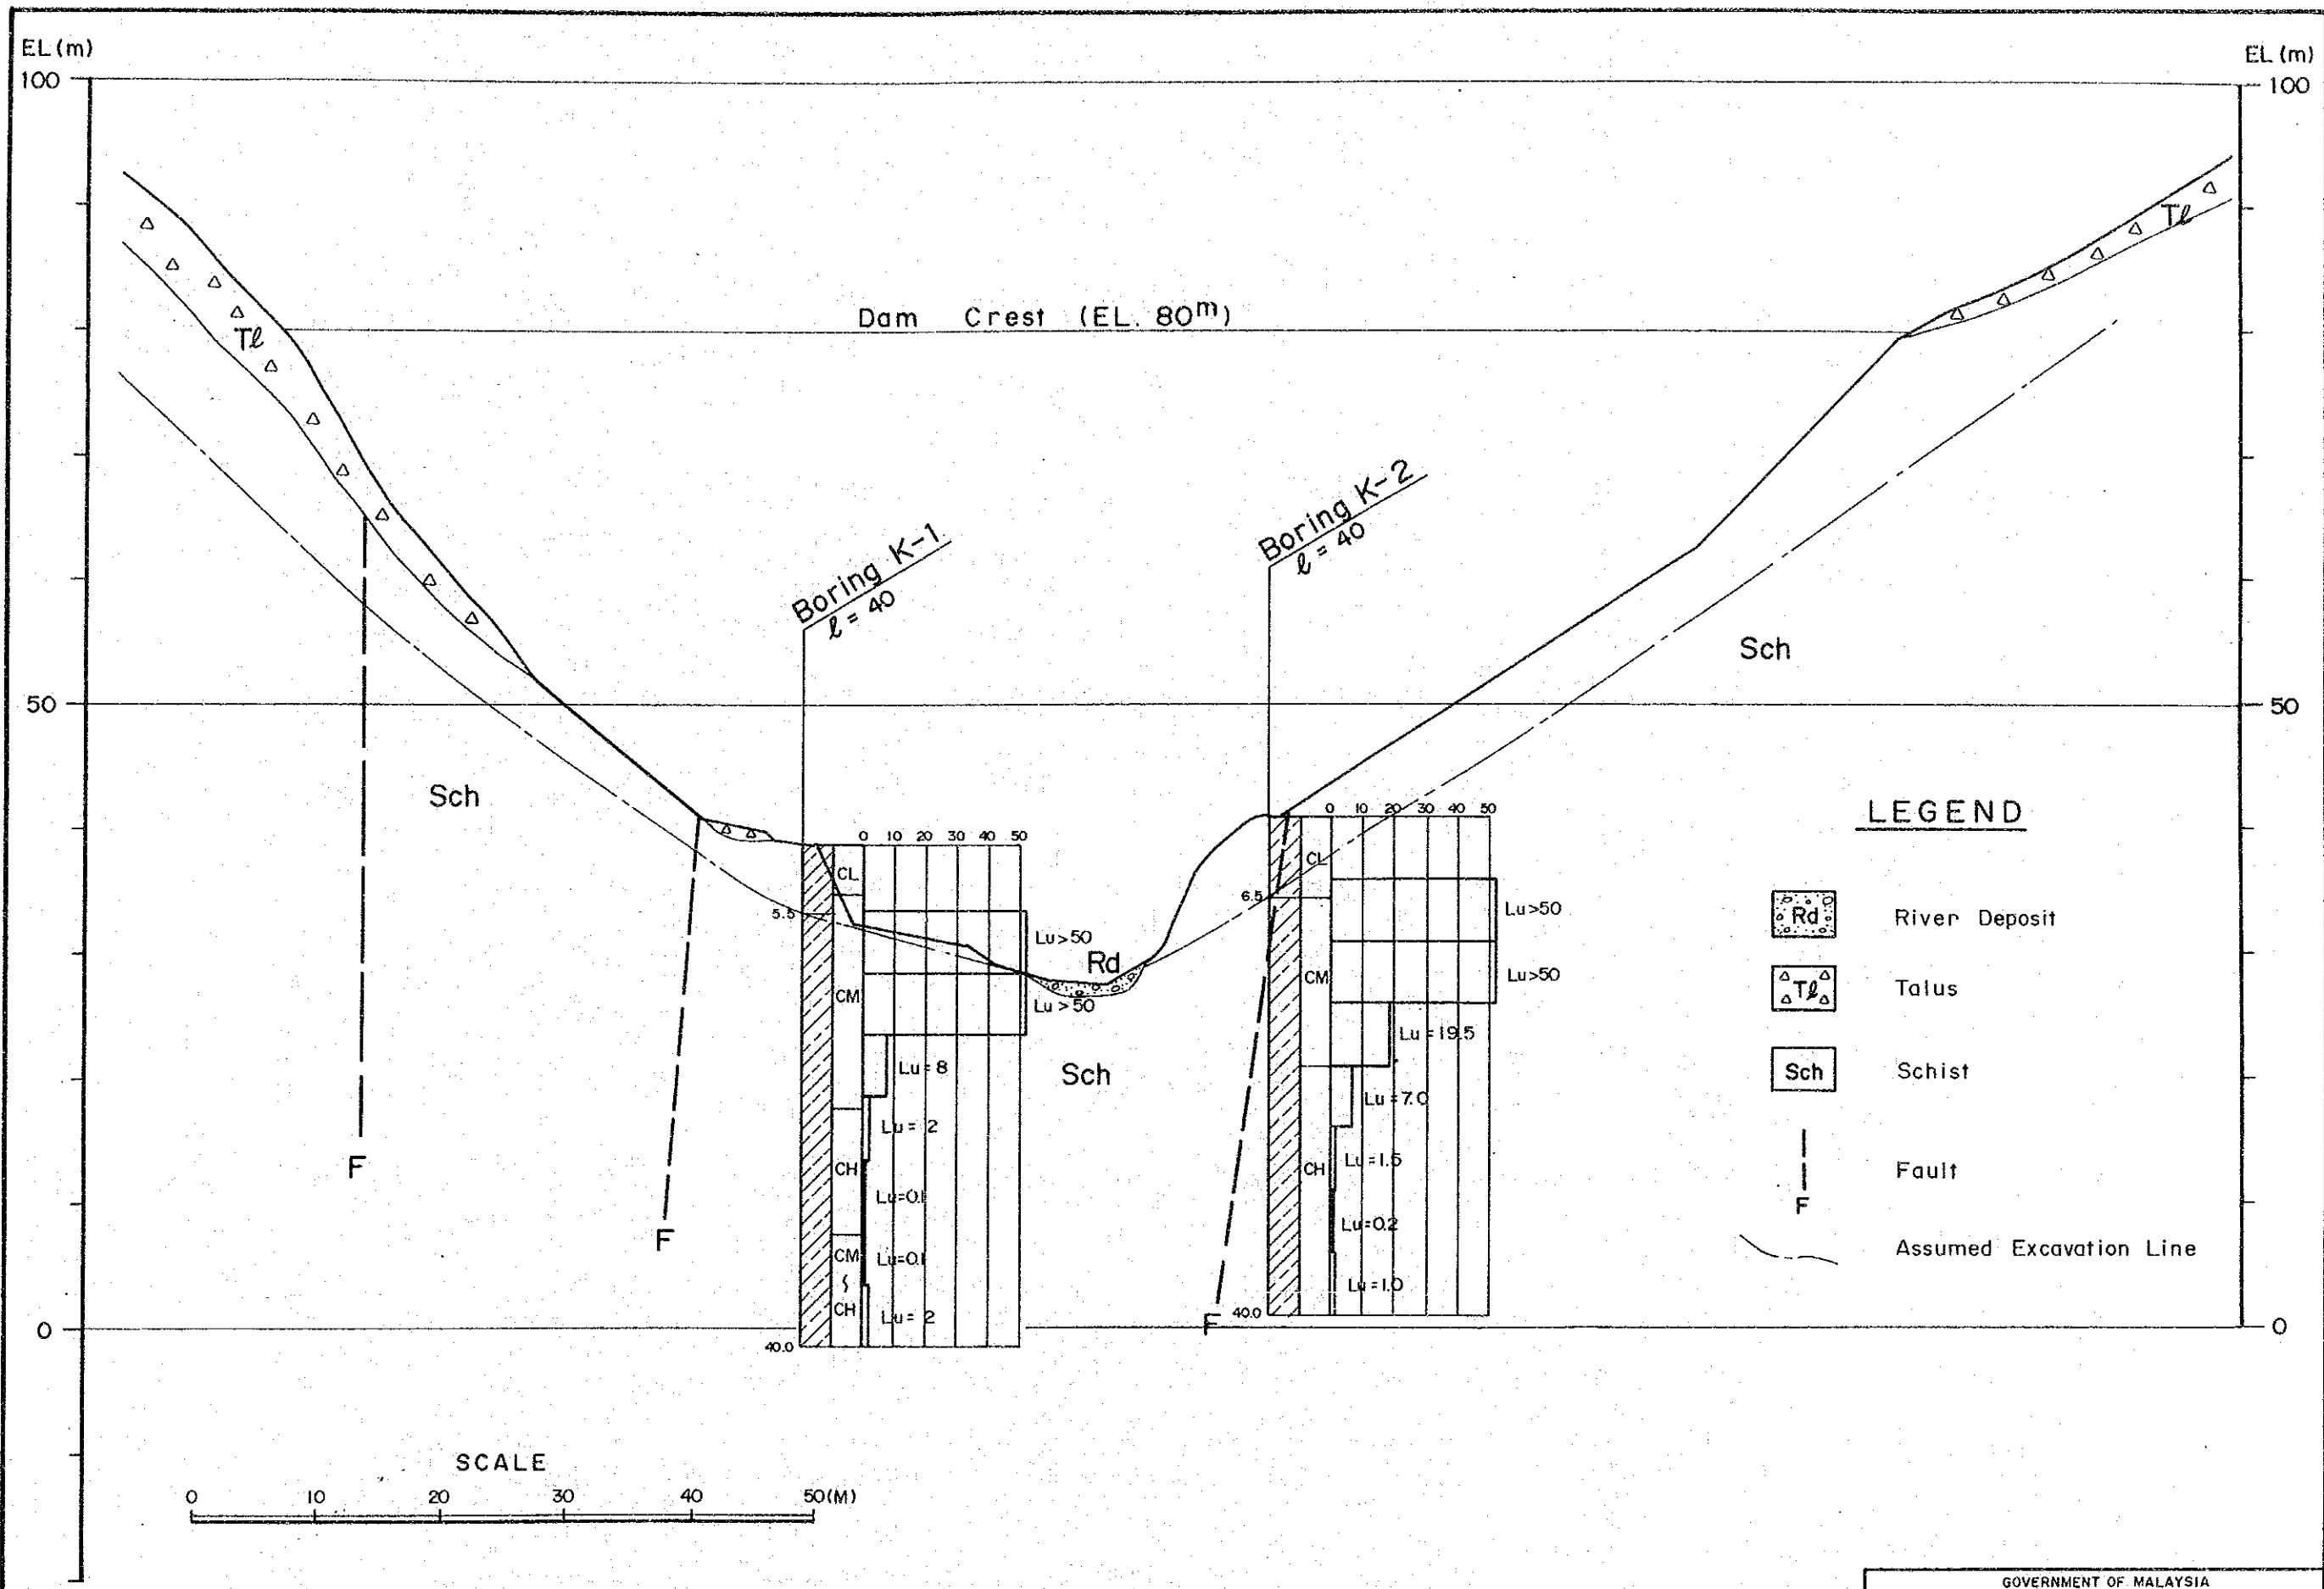 EL (m)
EL (m)
100
100
Tℓ
Tℓ
Dam Crest (EL. 80m)
Boring K-1
ℓ = 40
Boring K-2
ℓ = 40
Sch
50
50
Sch
LEGEND
0 10 20 30 40 50
0 10 20 30 40 50
CL
CL
5.5
6.5
Lu>50
Lu>50
Rd
Rd
River Deposit
CM
CM
Lu>50
Lu>50
Tℓ
Talus
Lu=19.5
Lu=8
Sch
Sch
Schist
Lu=7.0
Lu=2
F
CH
Lu=0.1
CH
Lu=1.5
Fault
F
F
Lu=0.2
CM
Lu=0.1
Assumed Excavation Line
CH
Lu=2
Lu=1.0
F
40.0
0
0
40.0
SCALE
0 10 20 30 40 50(M)
GOVERNMENT OF MALAYSIA